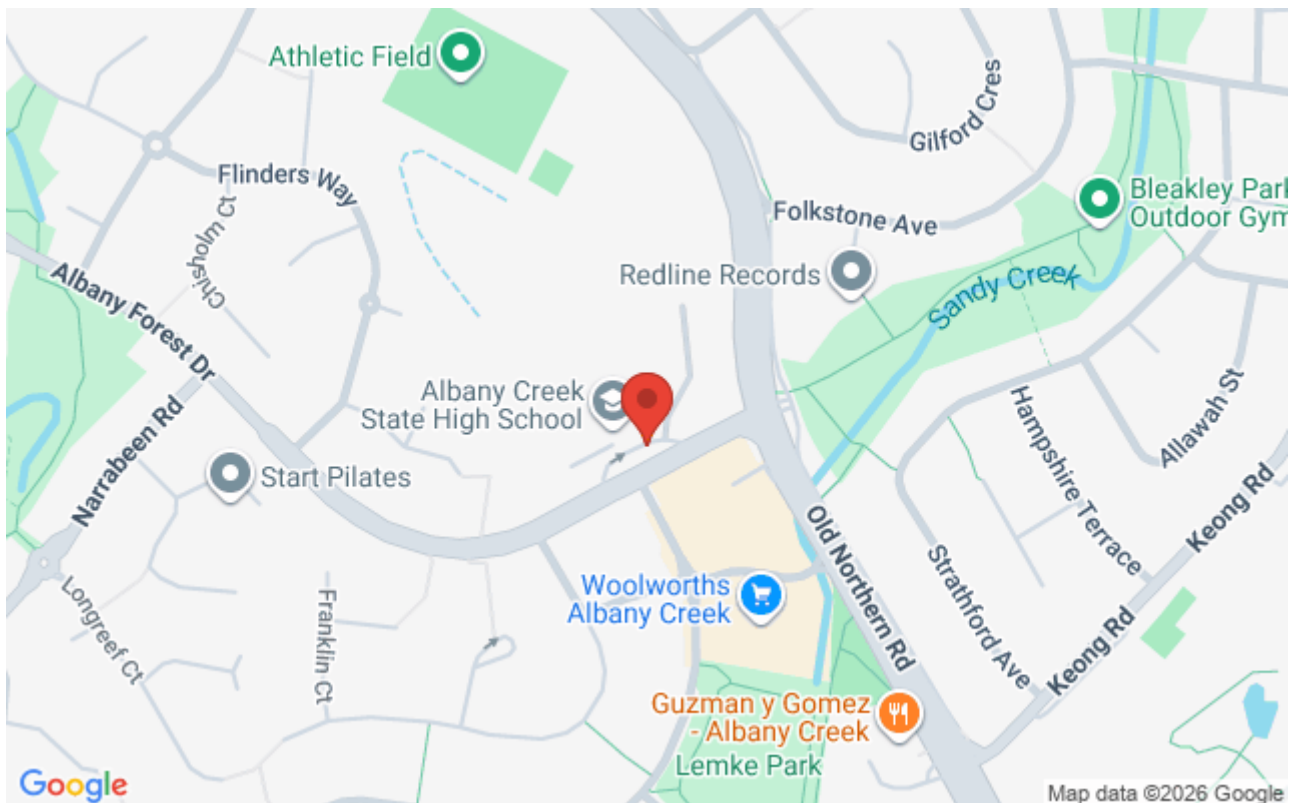 Athletic Field
Gilford Cres
Flinders Way
Bleakley Park
Outdoor Gym
Folkstone Ave
Chisholm Ct
Redline Records
Sandy Creek
Albany Forest Dr
Albany Creek
State High School
Allawah St
Hampshire Terrace
Narrabeen Rd
Start Pilates
Old Northern Rd
Keong Rd
Strathford Ave
Woolworths
Albany Creek
Longreef Ct
Franklin Ct
Keong Rd
Guzman y Gomez
- Albany Creek
Lemke Park
Google
Map data ©2026 Google